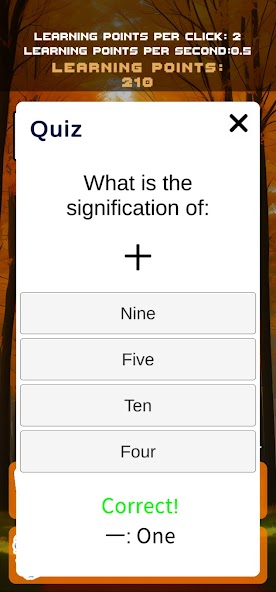 LEARNING POINTS PER CLICK: 2
LEARNING POINTS PER SECOND:0.5
LEARNING POINTS:
210
Quiz
What is the
signification of:
十
Nine
Five
Ten
Four
Correct!
一: One